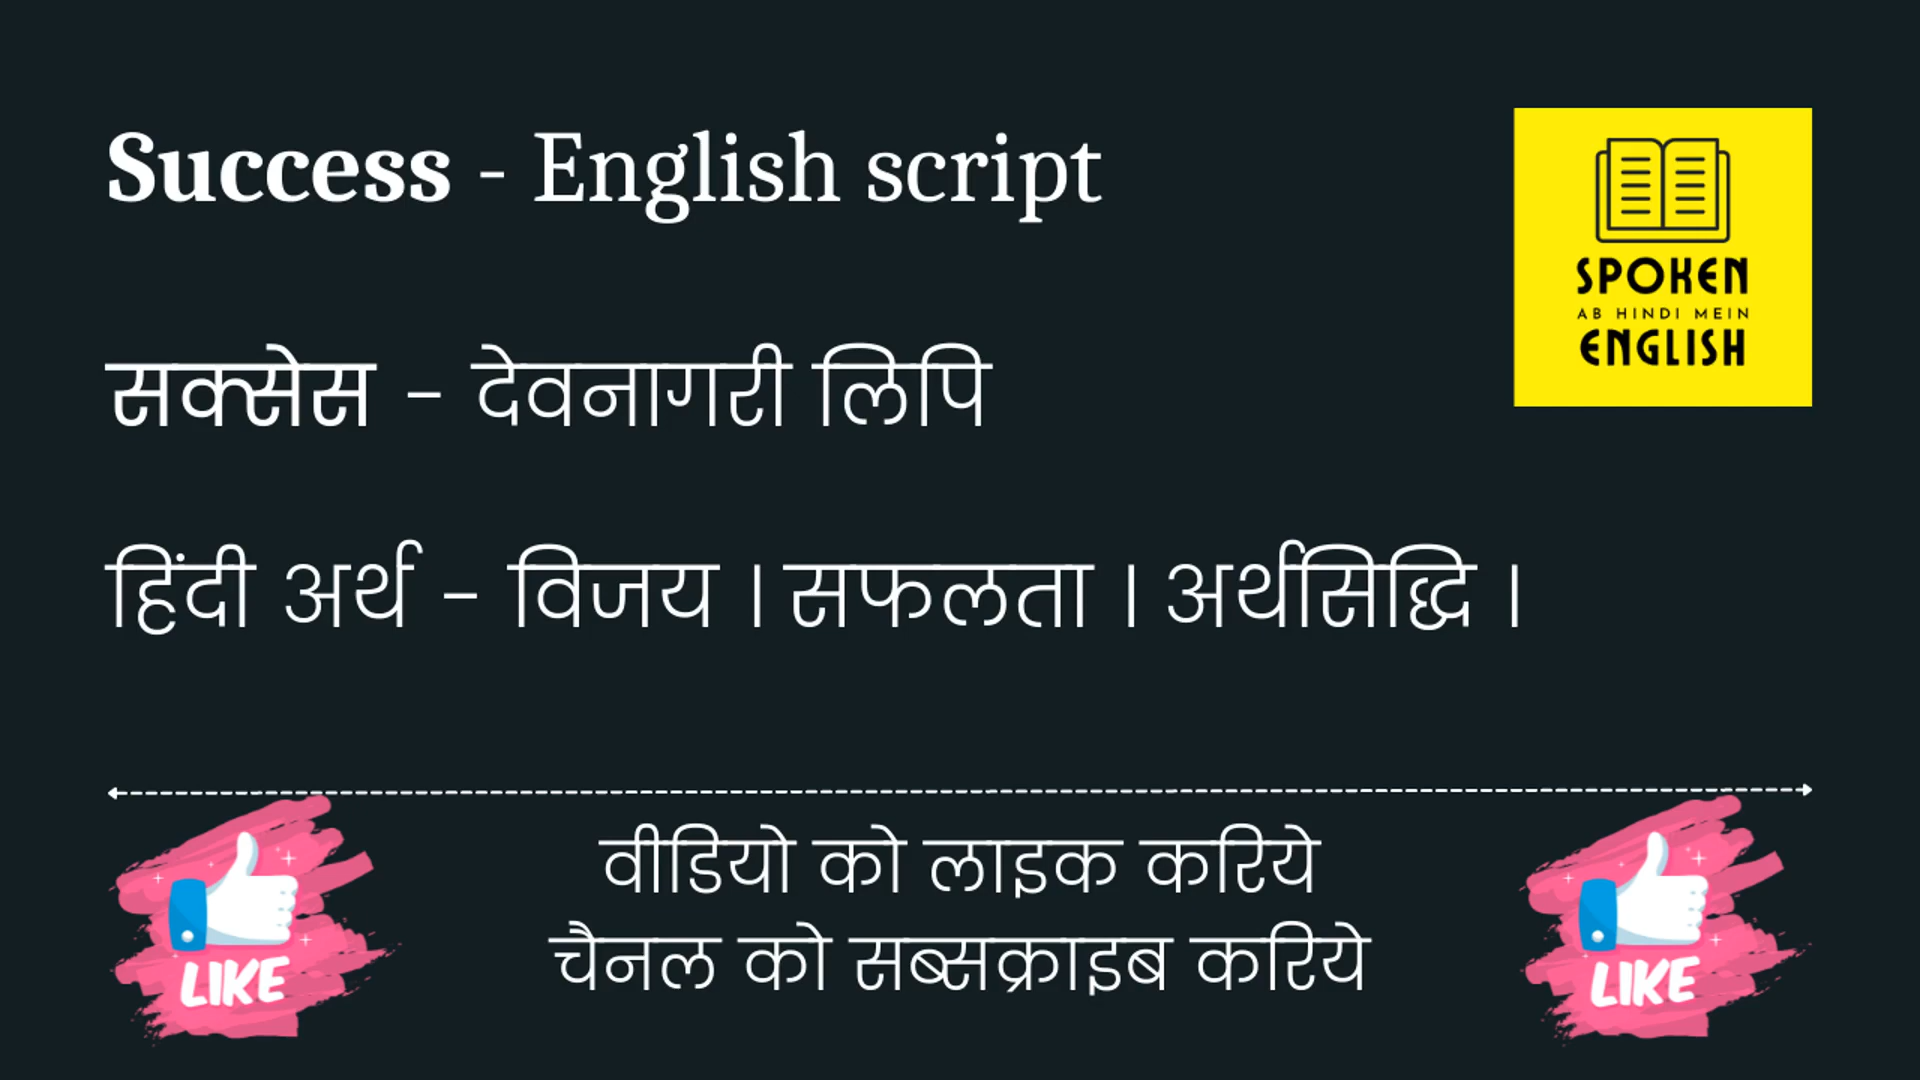 Success - English script
SPOKEN
AB HINDI MEIN
ENGLISH
सक्सेस - देवनागरी लिपि
हिंदी अर्थ - विजय । सफलता । अर्थसिद्धि ।
वीडियो को लाइक करिये
चैनल को सब्सक्राइब करिये
LIKE
LIKE